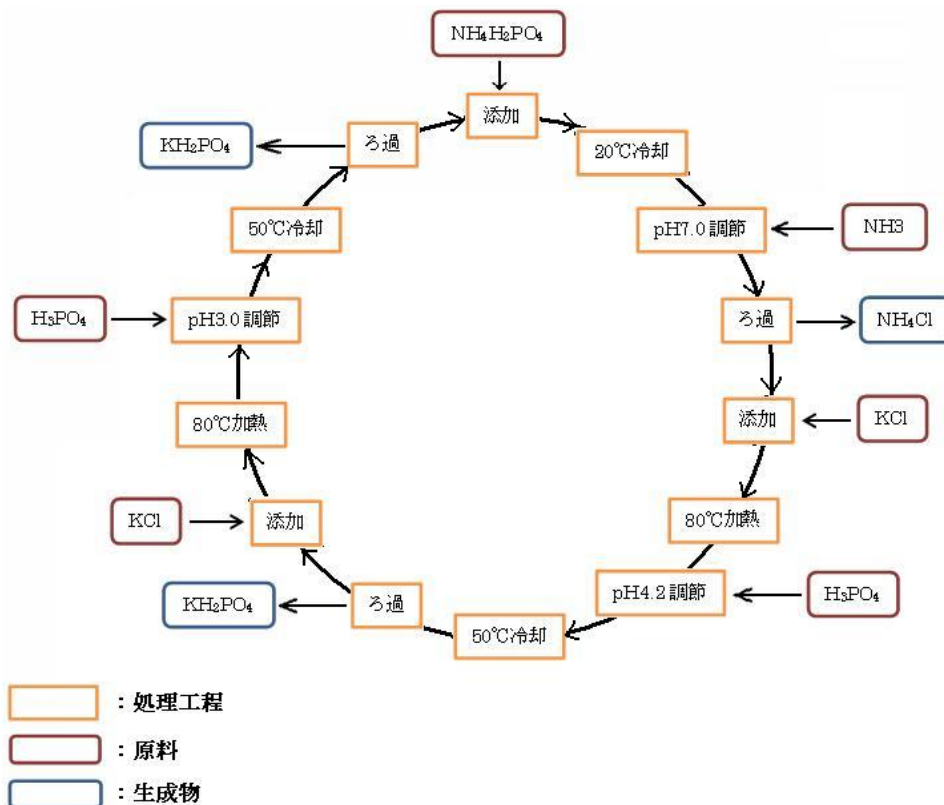 NH₄H₂PO₄
添加
20℃冷却
pH7.0調節
NH3
ろ過
NH₄Cl
添加
KCl
80℃加熱
pH4.2調節
H₃PO₄
50℃冷却
ろ過
KH₂PO₄
添加
KCl
80℃加熱
pH3.0調節
H₃PO₄
50℃冷却
ろ過
KH₂PO₄
：処理工程
：原料
：生成物